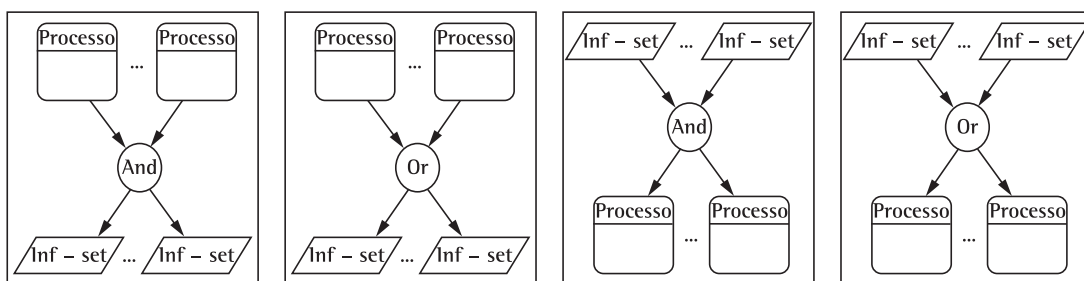 Processo ... Processo
And
Inf – set ... Inf – set
Processo ... Processo
Or
Inf – set ... Inf – set
Inf – set ... Inf – set
And
Processo ... Processo
Inf – set ... Inf – set
Or
Processo ... Processo